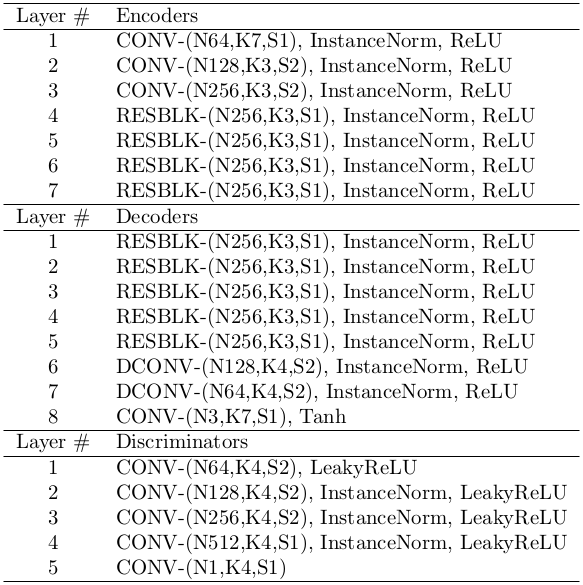 Layer # Encoders
1 CONV-(N64,K7,S1), InstanceNorm, ReLU
2 CONV-(N128,K3,S2), InstanceNorm, ReLU
3 CONV-(N256,K3,S2), InstanceNorm, ReLU
4 RESBLK-(N256,K3,S1), InstanceNorm, ReLU
5 RESBLK-(N256,K3,S1), InstanceNorm, ReLU
6 RESBLK-(N256,K3,S1), InstanceNorm, ReLU
7 RESBLK-(N256,K3,S1), InstanceNorm, ReLU
Layer # Decoders
1 RESBLK-(N256,K3,S1), InstanceNorm, ReLU
2 RESBLK-(N256,K3,S1), InstanceNorm, ReLU
3 RESBLK-(N256,K3,S1), InstanceNorm, ReLU
4 RESBLK-(N256,K3,S1), InstanceNorm, ReLU
5 RESBLK-(N256,K3,S1), InstanceNorm, ReLU
6 DCONV-(N128,K4,S2), InstanceNorm, ReLU
7 DCONV-(N64,K4,S2), InstanceNorm, ReLU
8 CONV-(N3,K7,S1), Tanh
Layer # Discriminators
1 CONV-(N64,K4,S2), LeakyReLU
2 CONV-(N128,K4,S2), InstanceNorm, LeakyReLU
3 CONV-(N256,K4,S2), InstanceNorm, LeakyReLU
4 CONV-(N512,K4,S1), InstanceNorm, LeakyReLU
5 CONV-(N1,K4,S1)